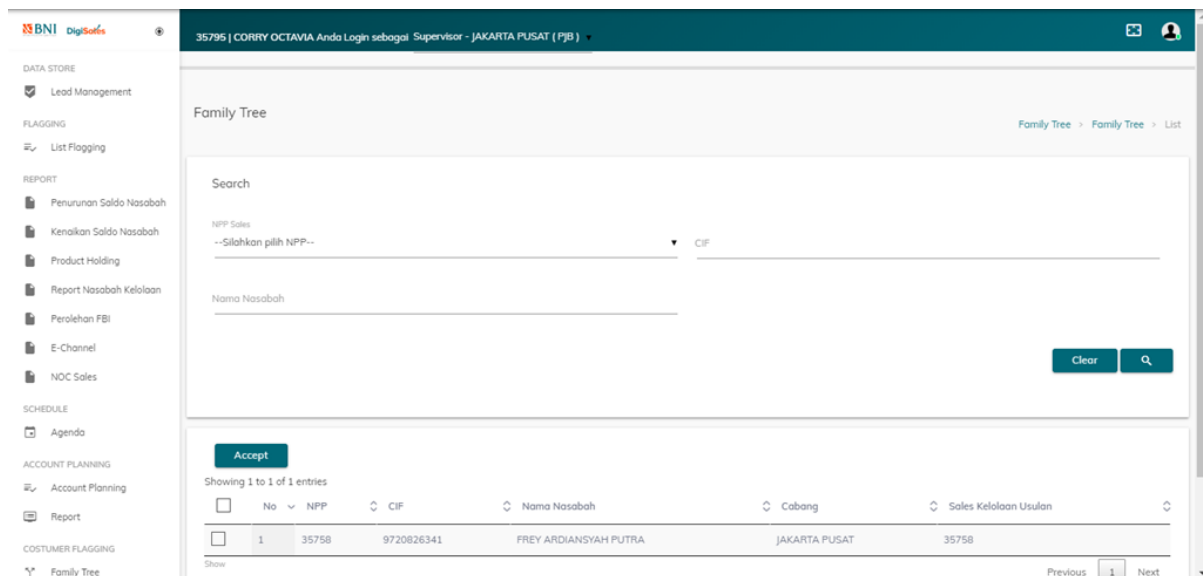 BNI DigiSales
35795 | CORRY OCTAVIA Anda Login sebagai Supervisor - JAKARTA PUSAT ( PJB )
DATA STORE
Lead Management
FLAGGING
List Flagging
REPORT
Penurunan Saldo Nasabah
Kenaikan Saldo Nasabah
Product Holding
Report Nasabah Kelolaan
Perolehan FBI
E-Channel
NOC Sales
SCHEDULE
Agenda
ACCOUNT PLANNING
Account Planning
Report
COSTUMER FLAGGING
Family Tree
Family Tree
Family Tree > Family Tree > List
Search
NPP Sales
--Silahkan pilih NPP--
CIF
Nama Nasabah
Clear
Accept
Showing 1 to 1 of 1 entries
No NPP CIF Nama Nasabah Cabang Sales Kelolaan Usulan
1 35758 9720826341 FREY ARDIANSYAH PUTRA JAKARTA PUSAT 35758
Show
Previous 1 Next